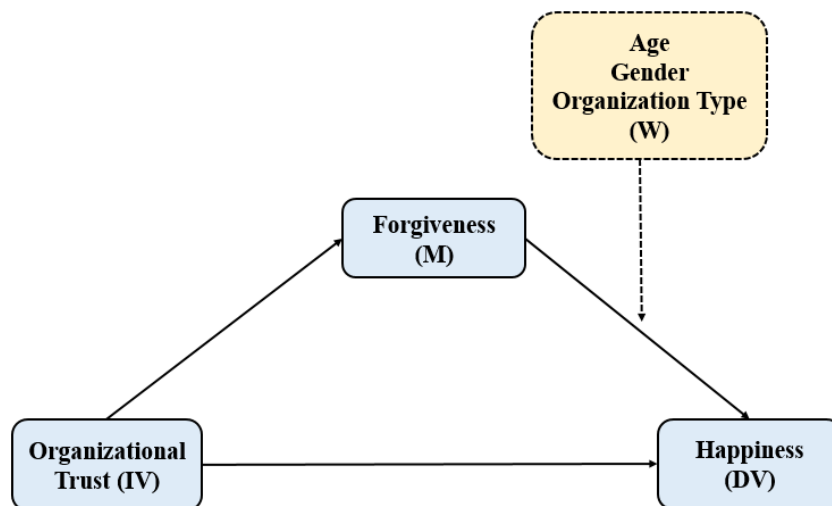 Age
Gender
Organization Type
(W)
Forgiveness
(M)
Organizational
Trust (IV)
Happiness
(DV)